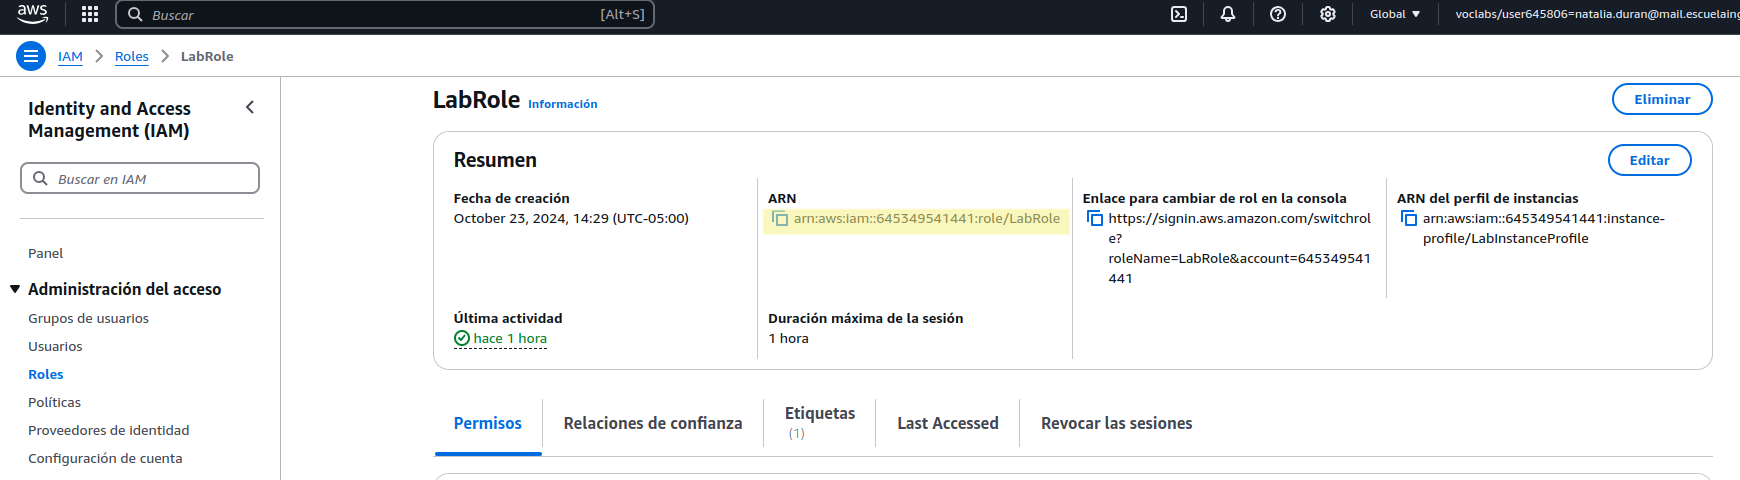 aws
Buscar
[Alt+S]
Global
voclabs/user645806=natalia.duran@mail.escuelaing
IAM
Roles
LabRole
Identity and Access
Management (IAM)
Buscar en IAM
Panel
Administración del acceso
Grupos de usuarios
Usuarios
Roles
Políticas
Proveedores de identidad
Configuración de cuenta
LabRole
Información
Eliminar
Resumen
Editar
Fecha de creación
October 23, 2024, 14:29 (UTC-05:00)
ARN
arn:aws:iam::645349541441:role/LabRole
Enlace para cambiar de rol en la consola
https://signin.aws.amazon.com/switchrol
e?
roleName=LabRole&account=645349541
441
ARN del perfil de instancias
arn:aws:iam::645349541441:instance-
profile/LabInstanceProfile
Última actividad
hace 1 hora
Duración máxima de la sesión
1 hora
Permisos
Relaciones de confianza
Etiquetas
(1)
Last Accessed
Revocar las sesiones